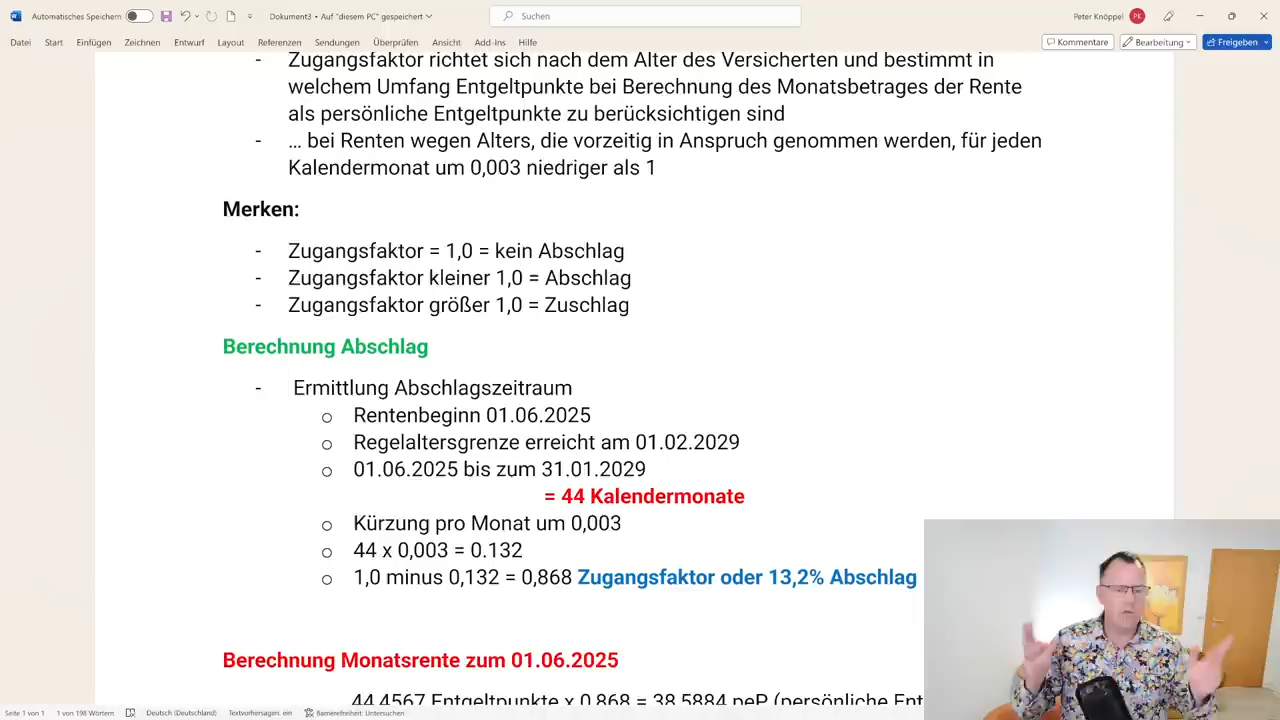 Automatisches Speichern
Dokument3 • Auf "diesem PC" gespeichert
Suchen
Peter Knöppel
PK
Datei Start Einfügen Zeichnen Entwurf Layout Referenzen Sendungen Überprüfen Ansicht Add-Ins Hilfe
Kommentare Bearbeitung Freigeben
- Zugangsfaktor richtet sich nach dem Alter des Versicherten und bestimmt in
welchem Umfang Entgeltpunkte bei Berechnung des Monatsbetrages der Rente
als persönliche Entgeltpunkte zu berücksichtigen sind
- … bei Renten wegen Alters, die vorzeitig in Anspruch genommen werden, für jeden
Kalendermonat um 0,003 niedriger als 1
Merken:
- Zugangsfaktor = 1,0 = kein Abschlag
- Zugangsfaktor kleiner 1,0 = Abschlag
- Zugangsfaktor größer 1,0 = Zuschlag
Berechnung Abschlag
- Ermittlung Abschlagszeitraum
o Rentenbeginn 01.06.2025
o Regelaltersgrenze erreicht am 01.02.2029
o 01.06.2025 bis zum 31.01.2029
= 44 Kalendermonate
o Kürzung pro Monat um 0,003
o 44 x 0,003 = 0.132
o 1,0 minus 0,132 = 0,868 Zugangsfaktor oder 13,2% Abschlag
Berechnung Monatsrente zum 01.06.2025
44,4567 Entgeltpunkte x 0,868 = 38,5884 peP (persönliche Ent
Seite 1 von 1 1 von 198 Wörtern Deutsch (Deutschland) Textvorhersagen: ein Barrierefreiheit: Untersuchen